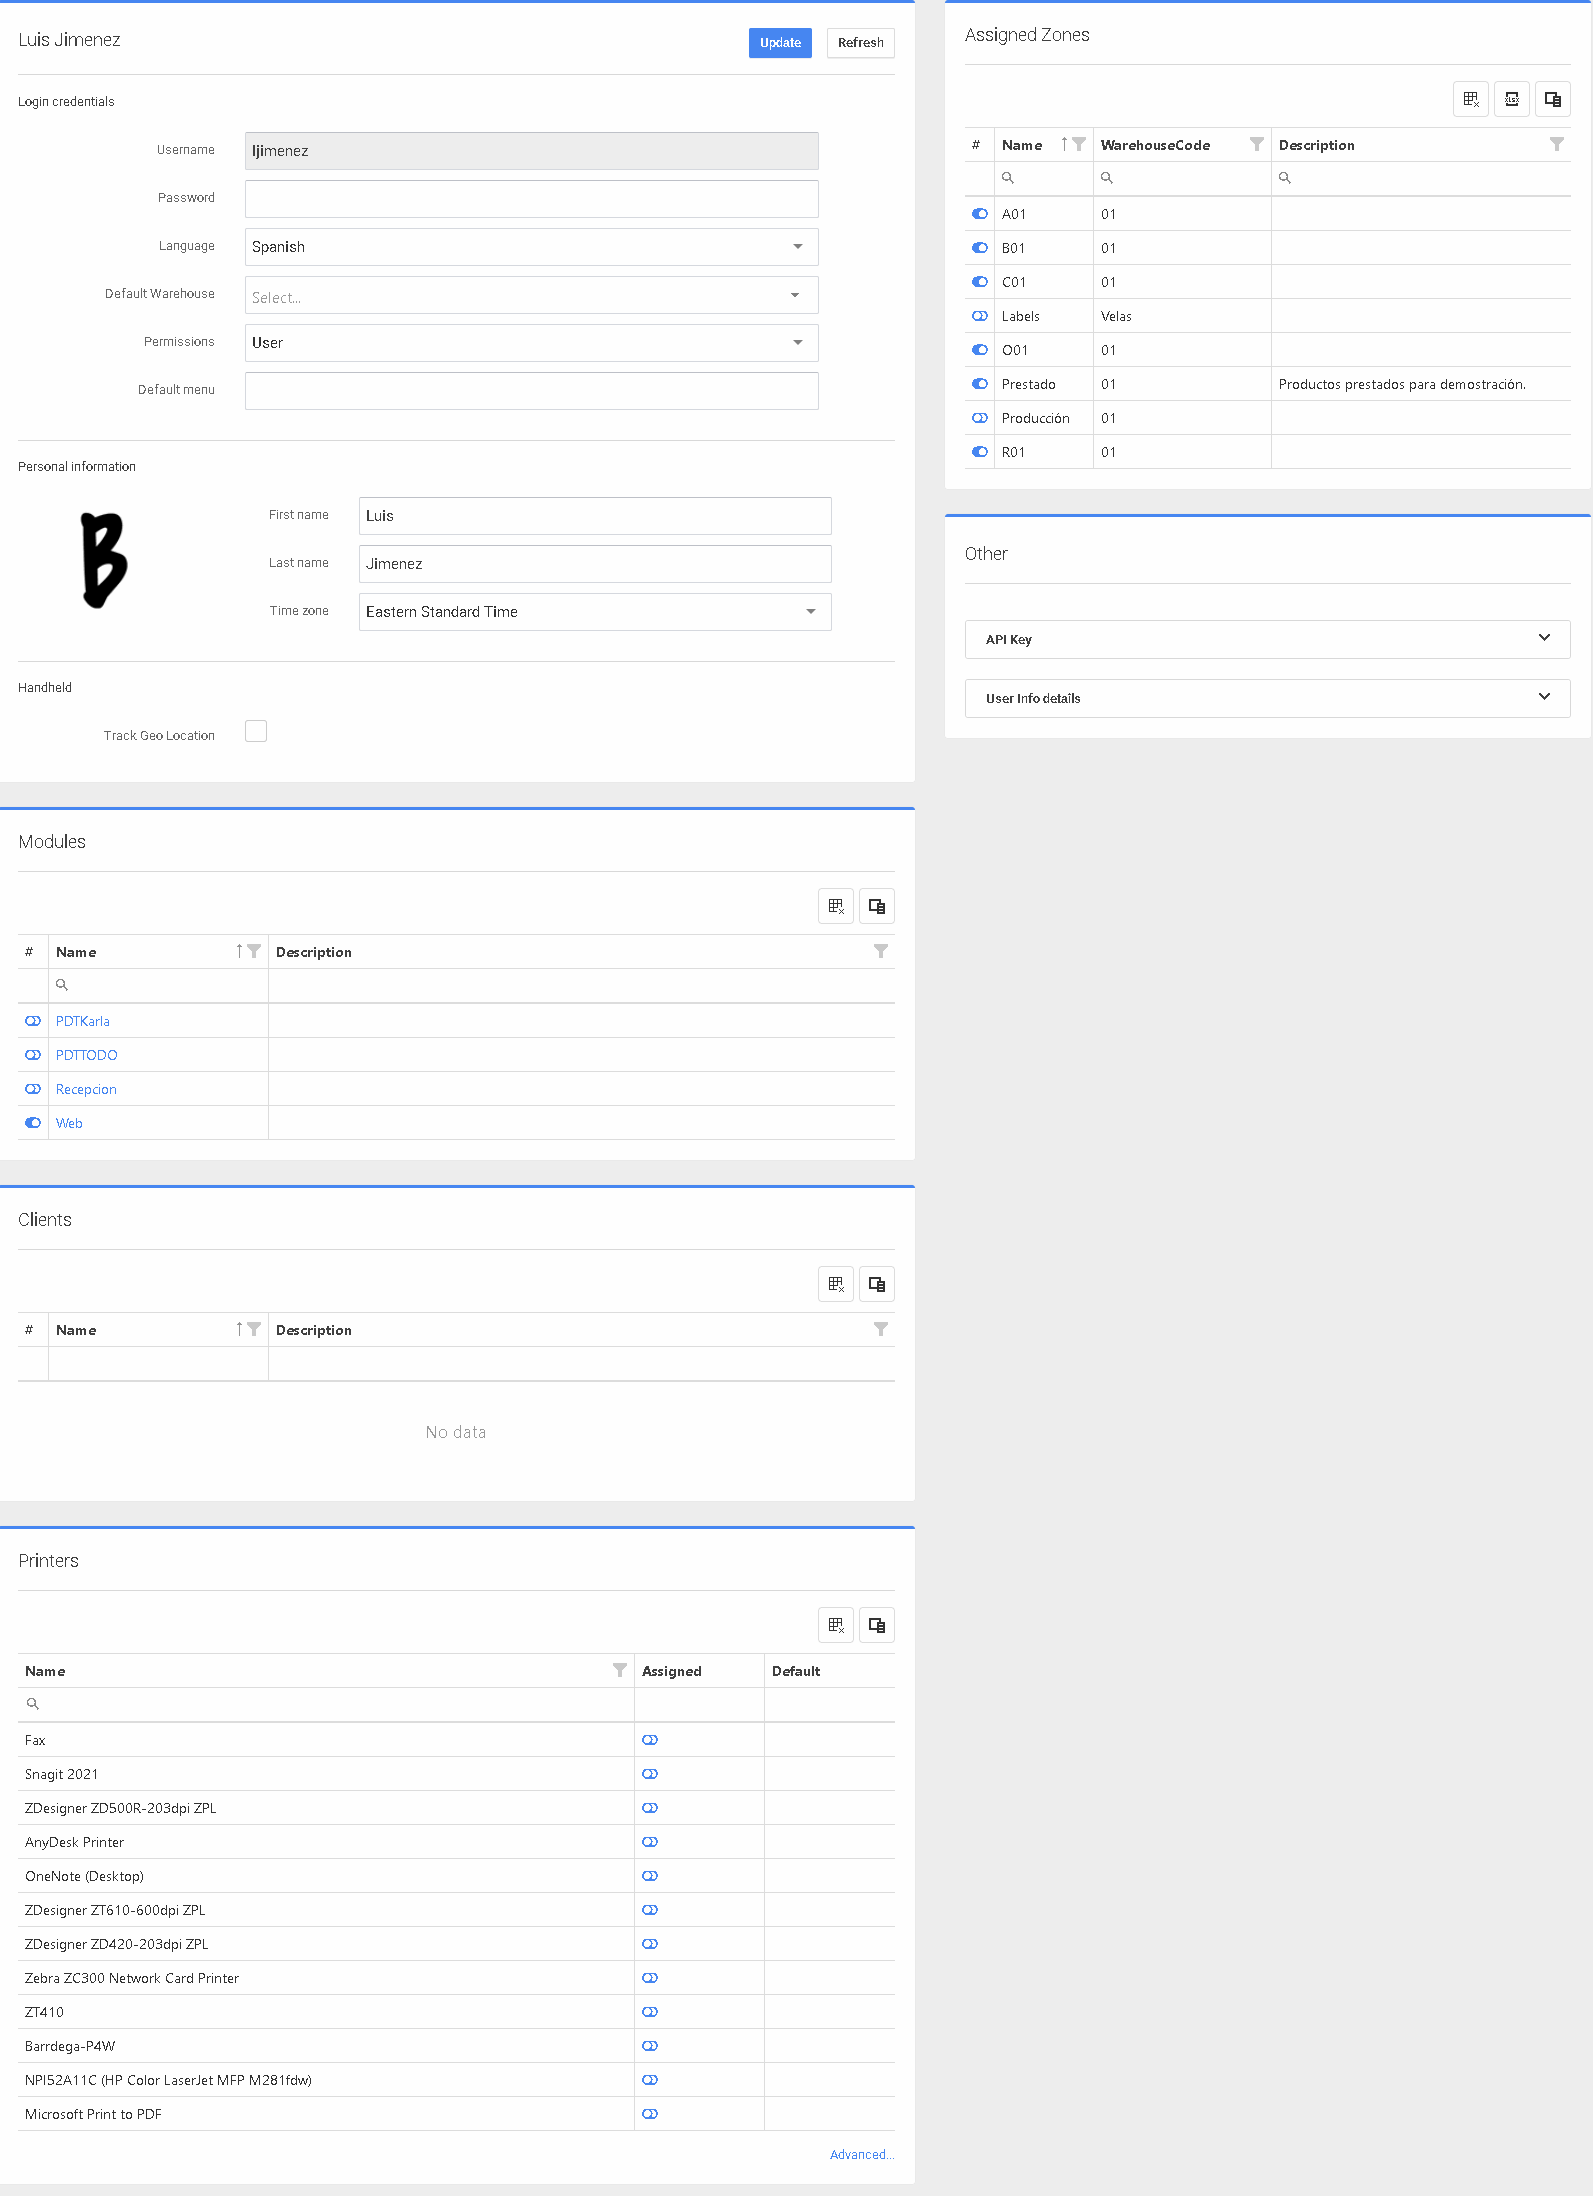 Luis Jimenez
Update
Refresh
Login credentials
Username
ljimenez
Password
Language
Spanish
Default Warehouse
Select...
Permissions
User
Default menu
Personal information
B
First name
Luis
Last name
Jimenez
Time zone
Eastern Standard Time
Handheld
Track Geo Location
Modules
# Name Description
PDTKarla
PDTTODO
Recepcion
Web
Clients
# Name Description
No data
Printers
Name Assigned Default
Fax
Snagit 2021
ZDesigner ZD500R-203dpi ZPL
AnyDesk Printer
OneNote (Desktop)
ZDesigner ZT610-600dpi ZPL
ZDesigner ZD420-203dpi ZPL
Zebra ZC300 Network Card Printer
ZT410
Barrdega-P4W
NPI52A11C (HP Color LaserJet MFP M281fdw)
Microsoft Print to PDF
Advanced...
Assigned Zones
XLSX
# Name WarehouseCode Description
A01 01
B01 01
C01 01
Labels Velas
O01 01
Prestado 01 Productos prestados para demostración.
Producción 01
R01 01
Other
API Key
User Info details